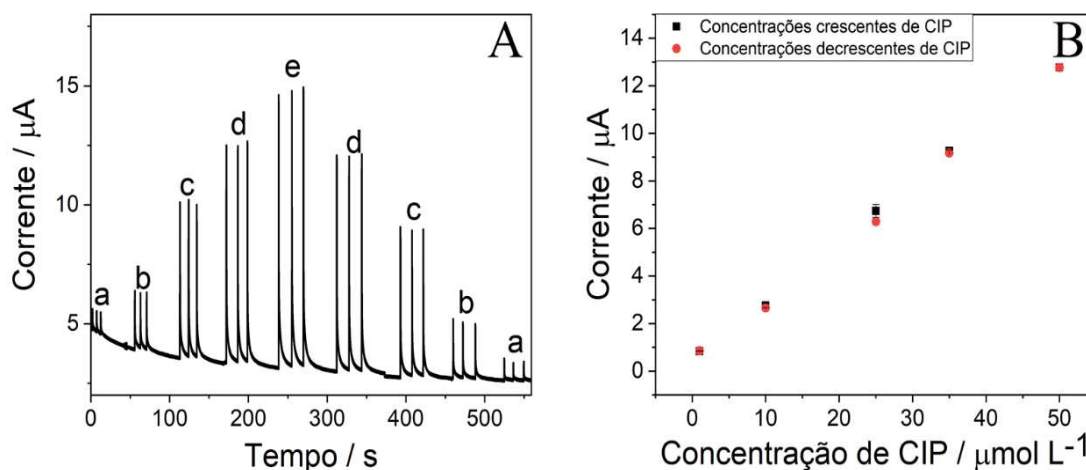 A
Corrente / μA
15
10
5
a
b
c
d
e
d
c
b
a
0
100
200
300
400
500
Tempo / s
B
Concentrações crescentes de CIP
Concentrações decrescentes de CIP
Corrente / μA
14
12
10
8
6
4
2
0
0
10
20
30
40
50
Concentração de CIP / μmol L-1